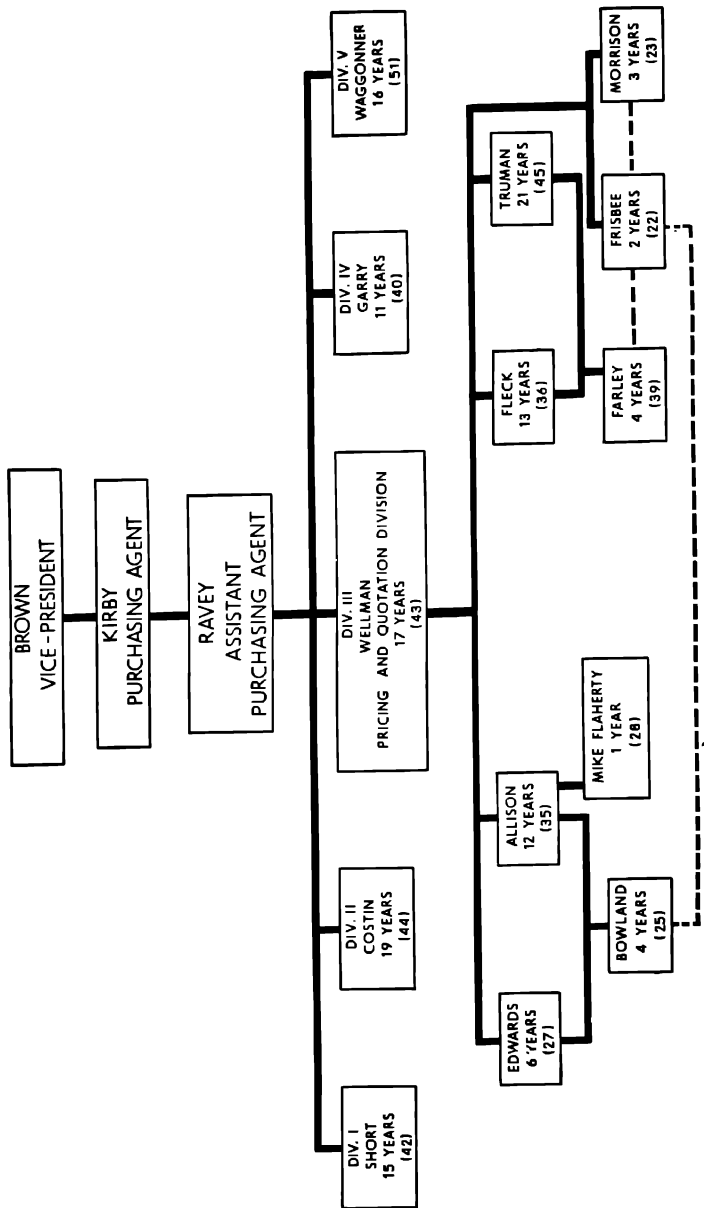 BROWN
VICE-PRESIDENT
KIRBY
PURCHASING AGENT
RAVEY
ASSISTANT
PURCHASING AGENT
DIV. I
SHORT
15 YEARS
(42)
DIV. II
COSTIN
19 YEARS
(44)
DIV. III
WELLMAN
PRICING AND QUOTATION DIVISION
17 YEARS
(43)
DIV. IV
GARRY
11 YEARS
(40)
DIV. V
WAGGONNER
16 YEARS
(51)
EDWARDS
6 YEARS
(27)
ALLISON
12 YEARS
(35)
FLECK
13 YEARS
(36)
TRUMAN
21 YEARS
(45)
BOWLAND
4 YEARS
(25)
MIKE FLAHERTY
1 YEAR
(28)
FARLEY
4 YEARS
(39)
FRISBEE
2 YEARS
(22)
MORRISON
3 YEARS
(23)